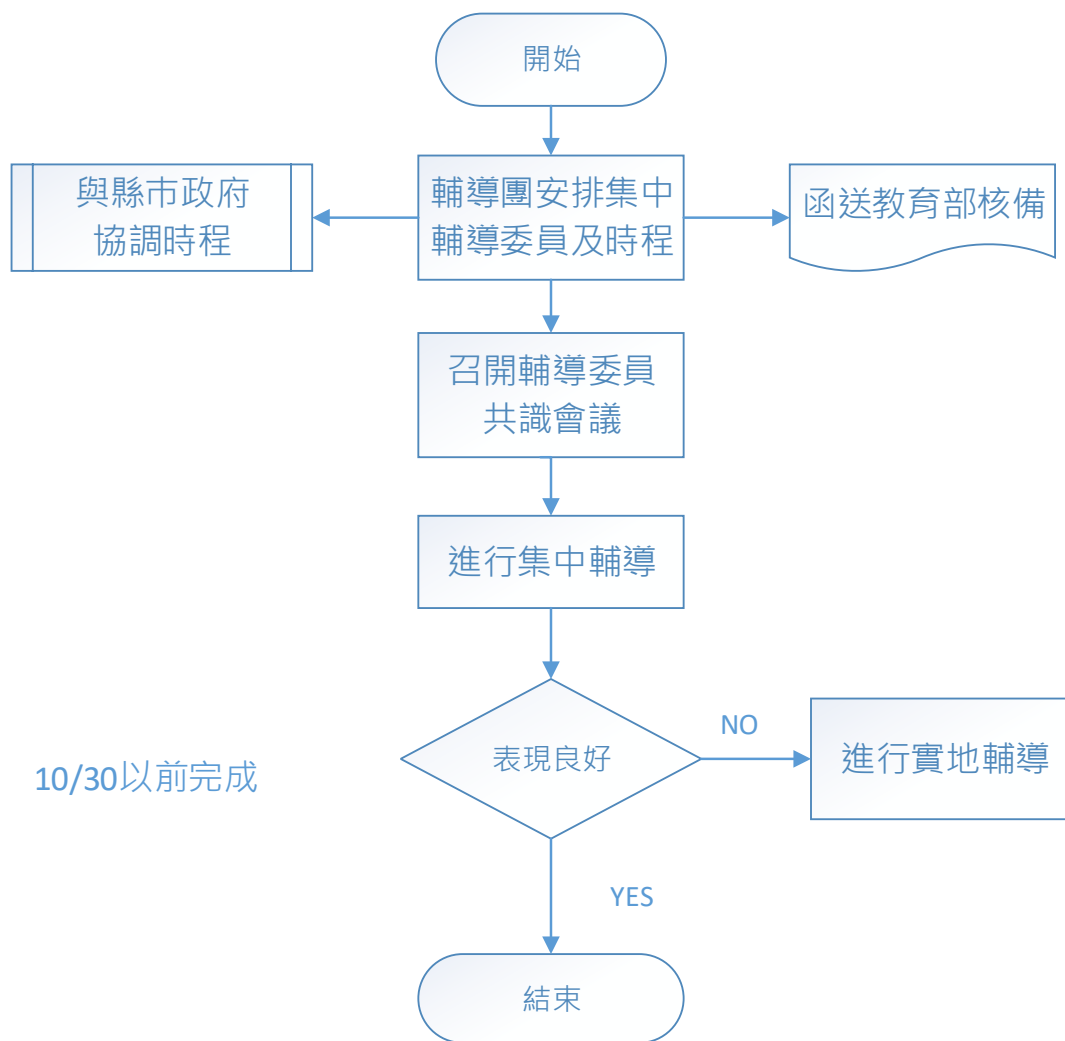 開始
與縣市政府
協調時程
輔導團安排集中
輔導委員及時程
函送教育部核備
召開輔導委員
共識會議
進行集中輔導
表現良好
NO
進行實地輔導
10/30以前完成
YES
結束